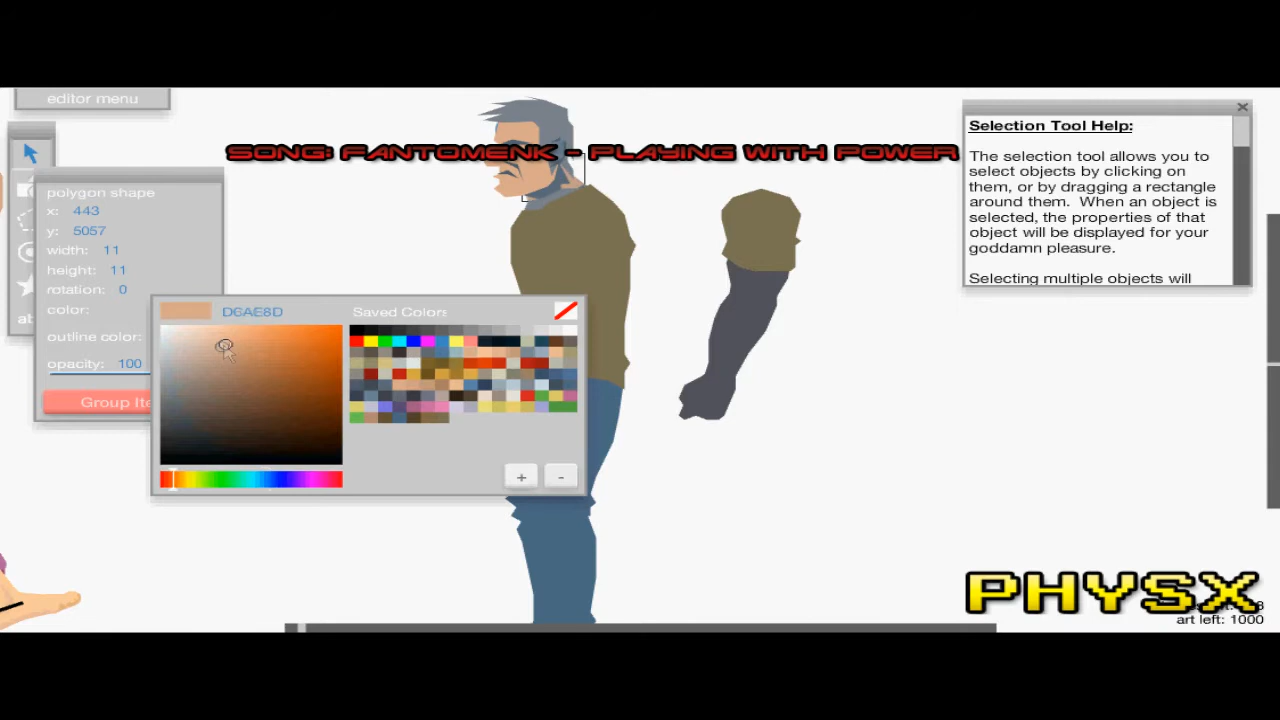 editor menu
SONG: FANTOMENK - PLAYING WITH POWER
Selection Tool Help:
The selection tool allows you to
select objects by clicking on
them, or by dragging a rectangle
around them. When an object is
selected, the properties of that
object will be displayed for your
goddamn pleasure.
Selecting multiple objects will
polygon shape
x: 443
y: 5057
width: 11
height: 11
rotation: 0
color:
outline color:
opacity: 100
Group Ite
D6AE8D
Saved Colors
+ -
PHYSX
art left: 1000